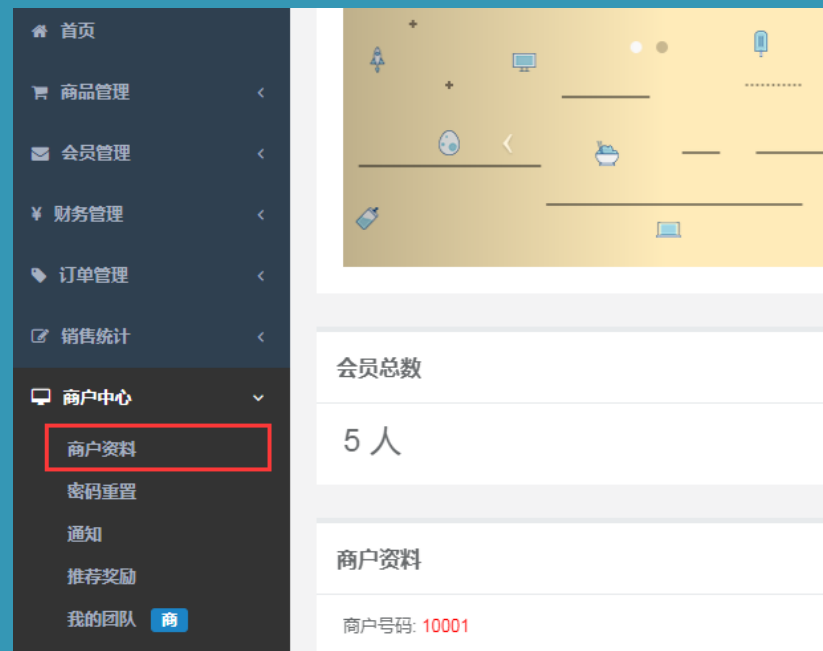 首页
商品管理
会员管理
¥ 财务管理
订单管理
销售统计
商户中心
商户资料
密码重置
通知
推荐奖励
我的团队 商
会员总数
5 人
商户资料
商户号码: 10001